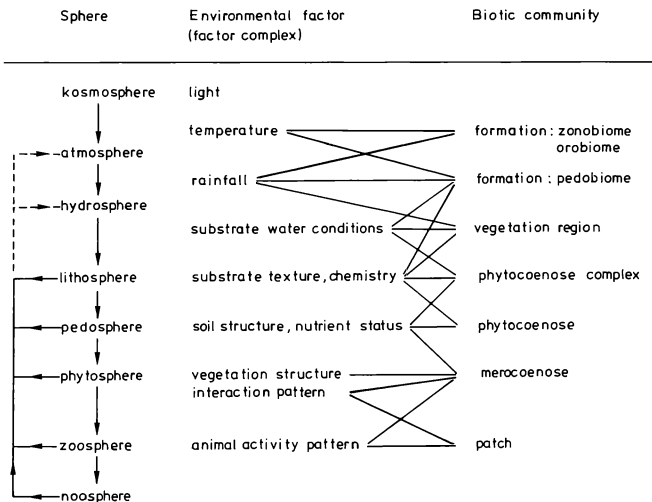 Sphere Environmental factor Biotic community
(factor complex)
kosmosphere light
temperature formation: zonobiome
atmosphere orobiome
rainfall formation: pedobiome
hydrosphere
substrate water conditions vegetation region
lithosphere substrate texture, chemistry phytocoenose complex
pedosphere soil structure, nutrient status phytocoenose
phytosphere vegetation structure merocoenose
interaction pattern
zoosphere animal activity pattern patch
noosphere